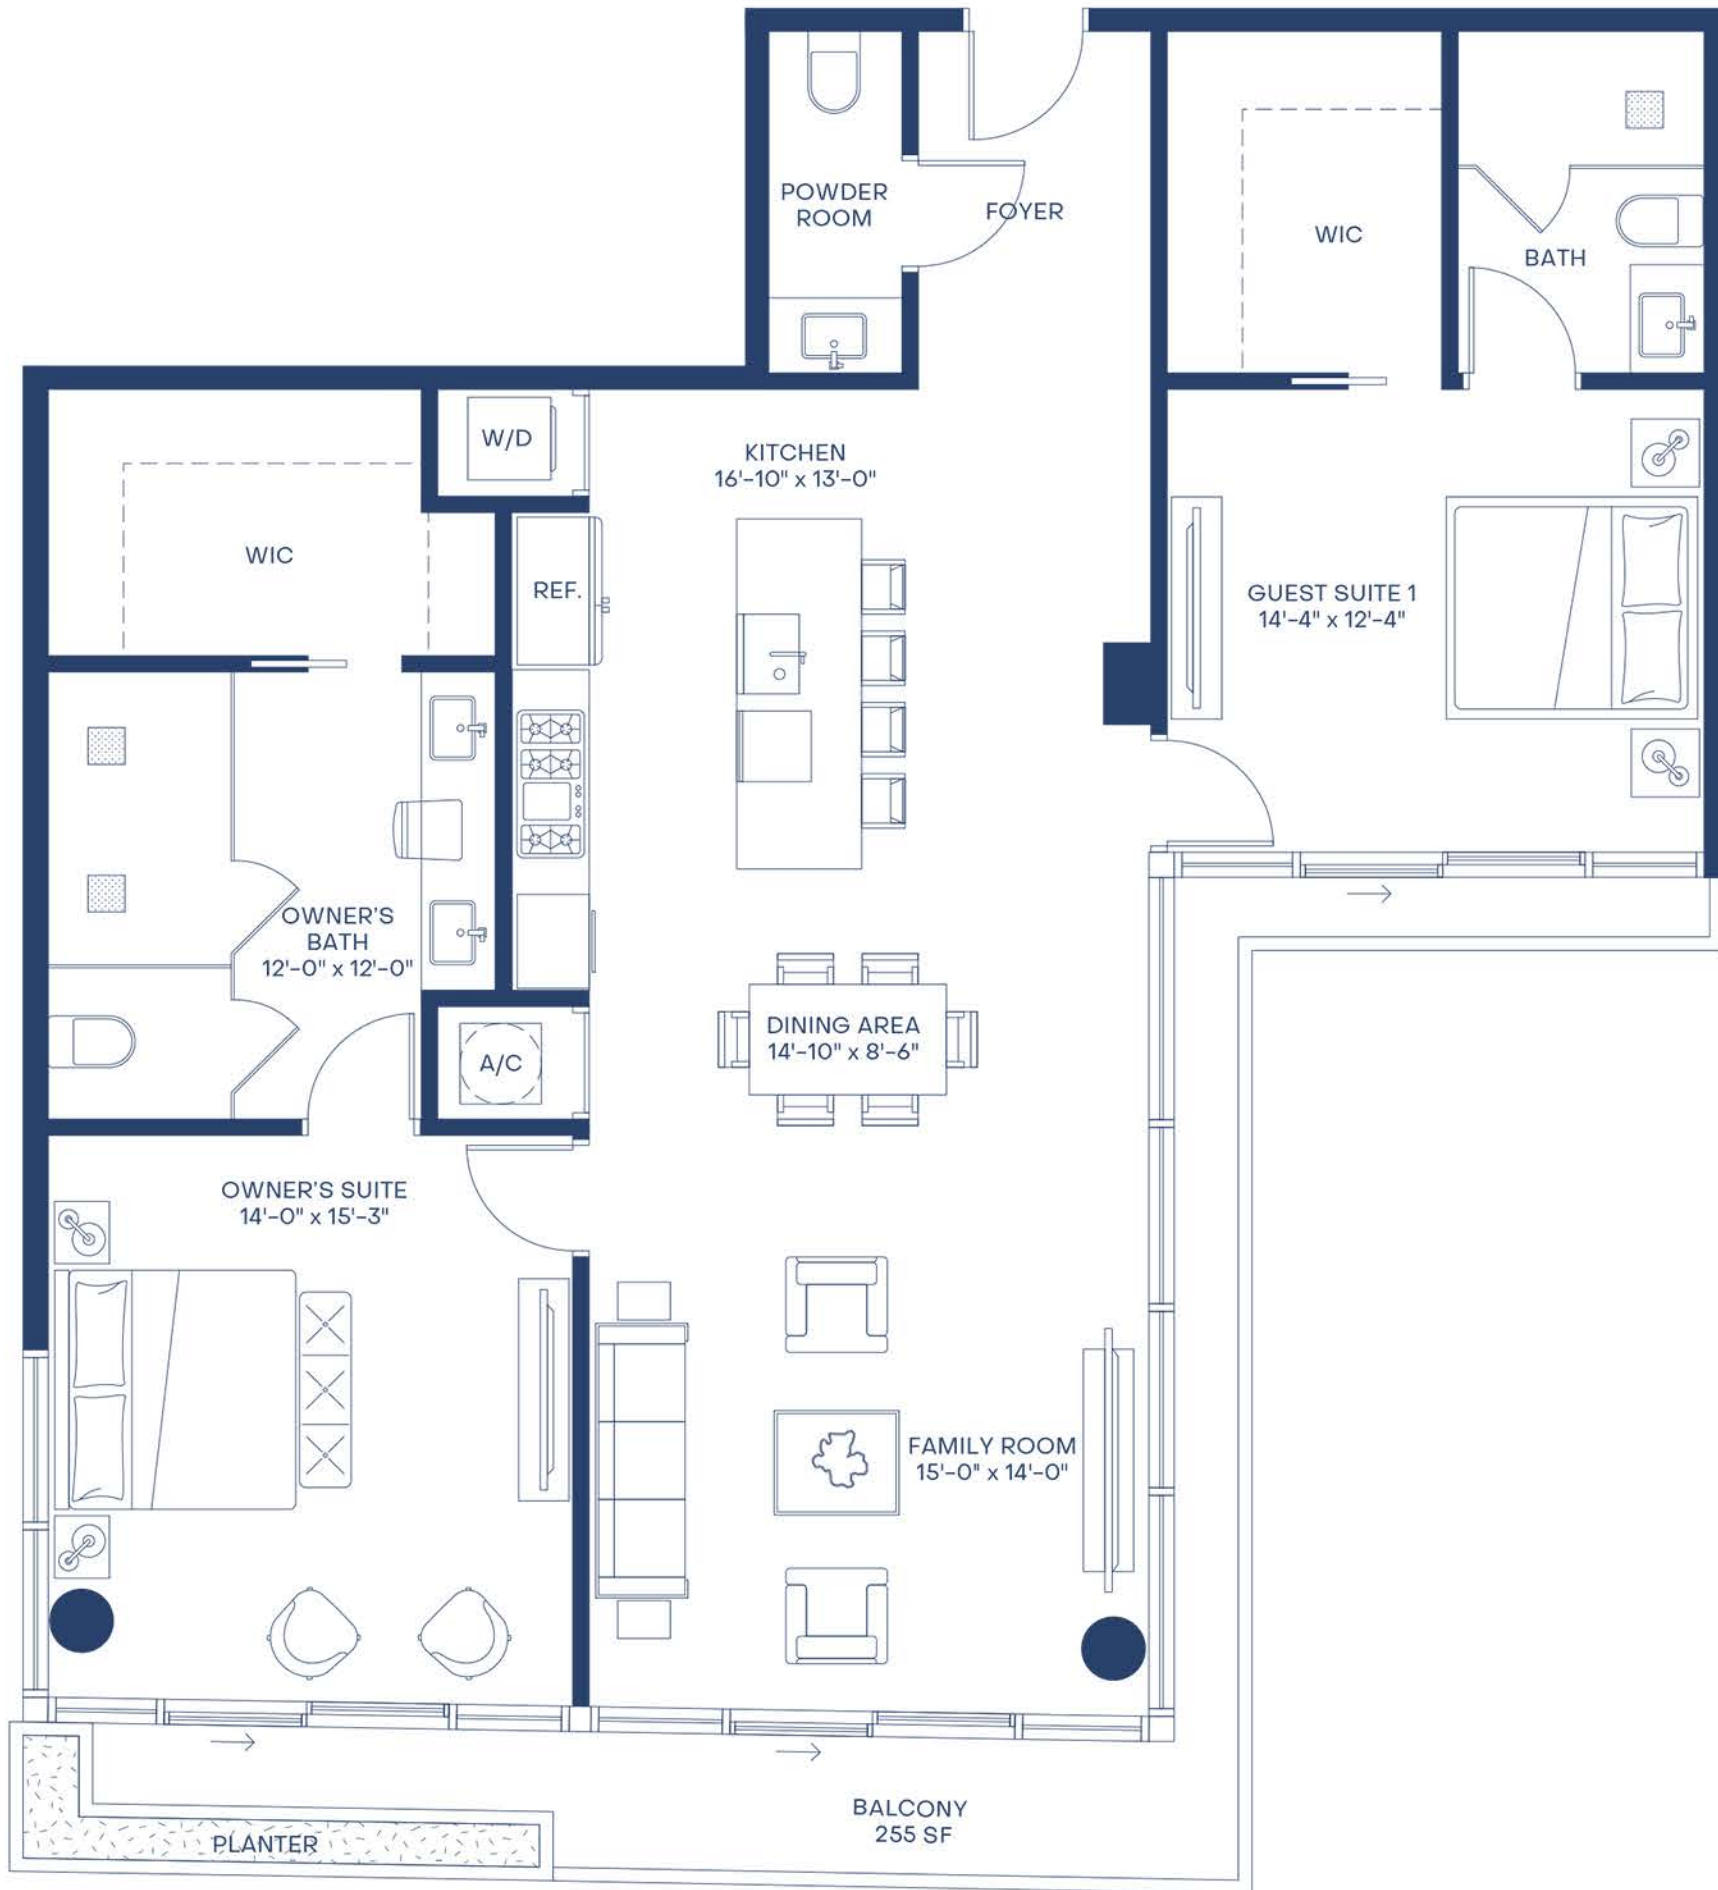 POWDER
ROOM
FOYER
WIC
BATH
W/D
KITCHEN
16'-10" x 13'-0"
WIC
REF.
GUEST SUITE 1
14'-4" x 12'-4"
OWNER'S
BATH
12'-0" x 12'-0"
DINING AREA
14'-10" x 8'-6"
A/C
OWNER'S SUITE
14'-0" x 15'-3"
FAMILY ROOM
15'-0" x 14'-0"
BALCONY
255 SF
PLANTER